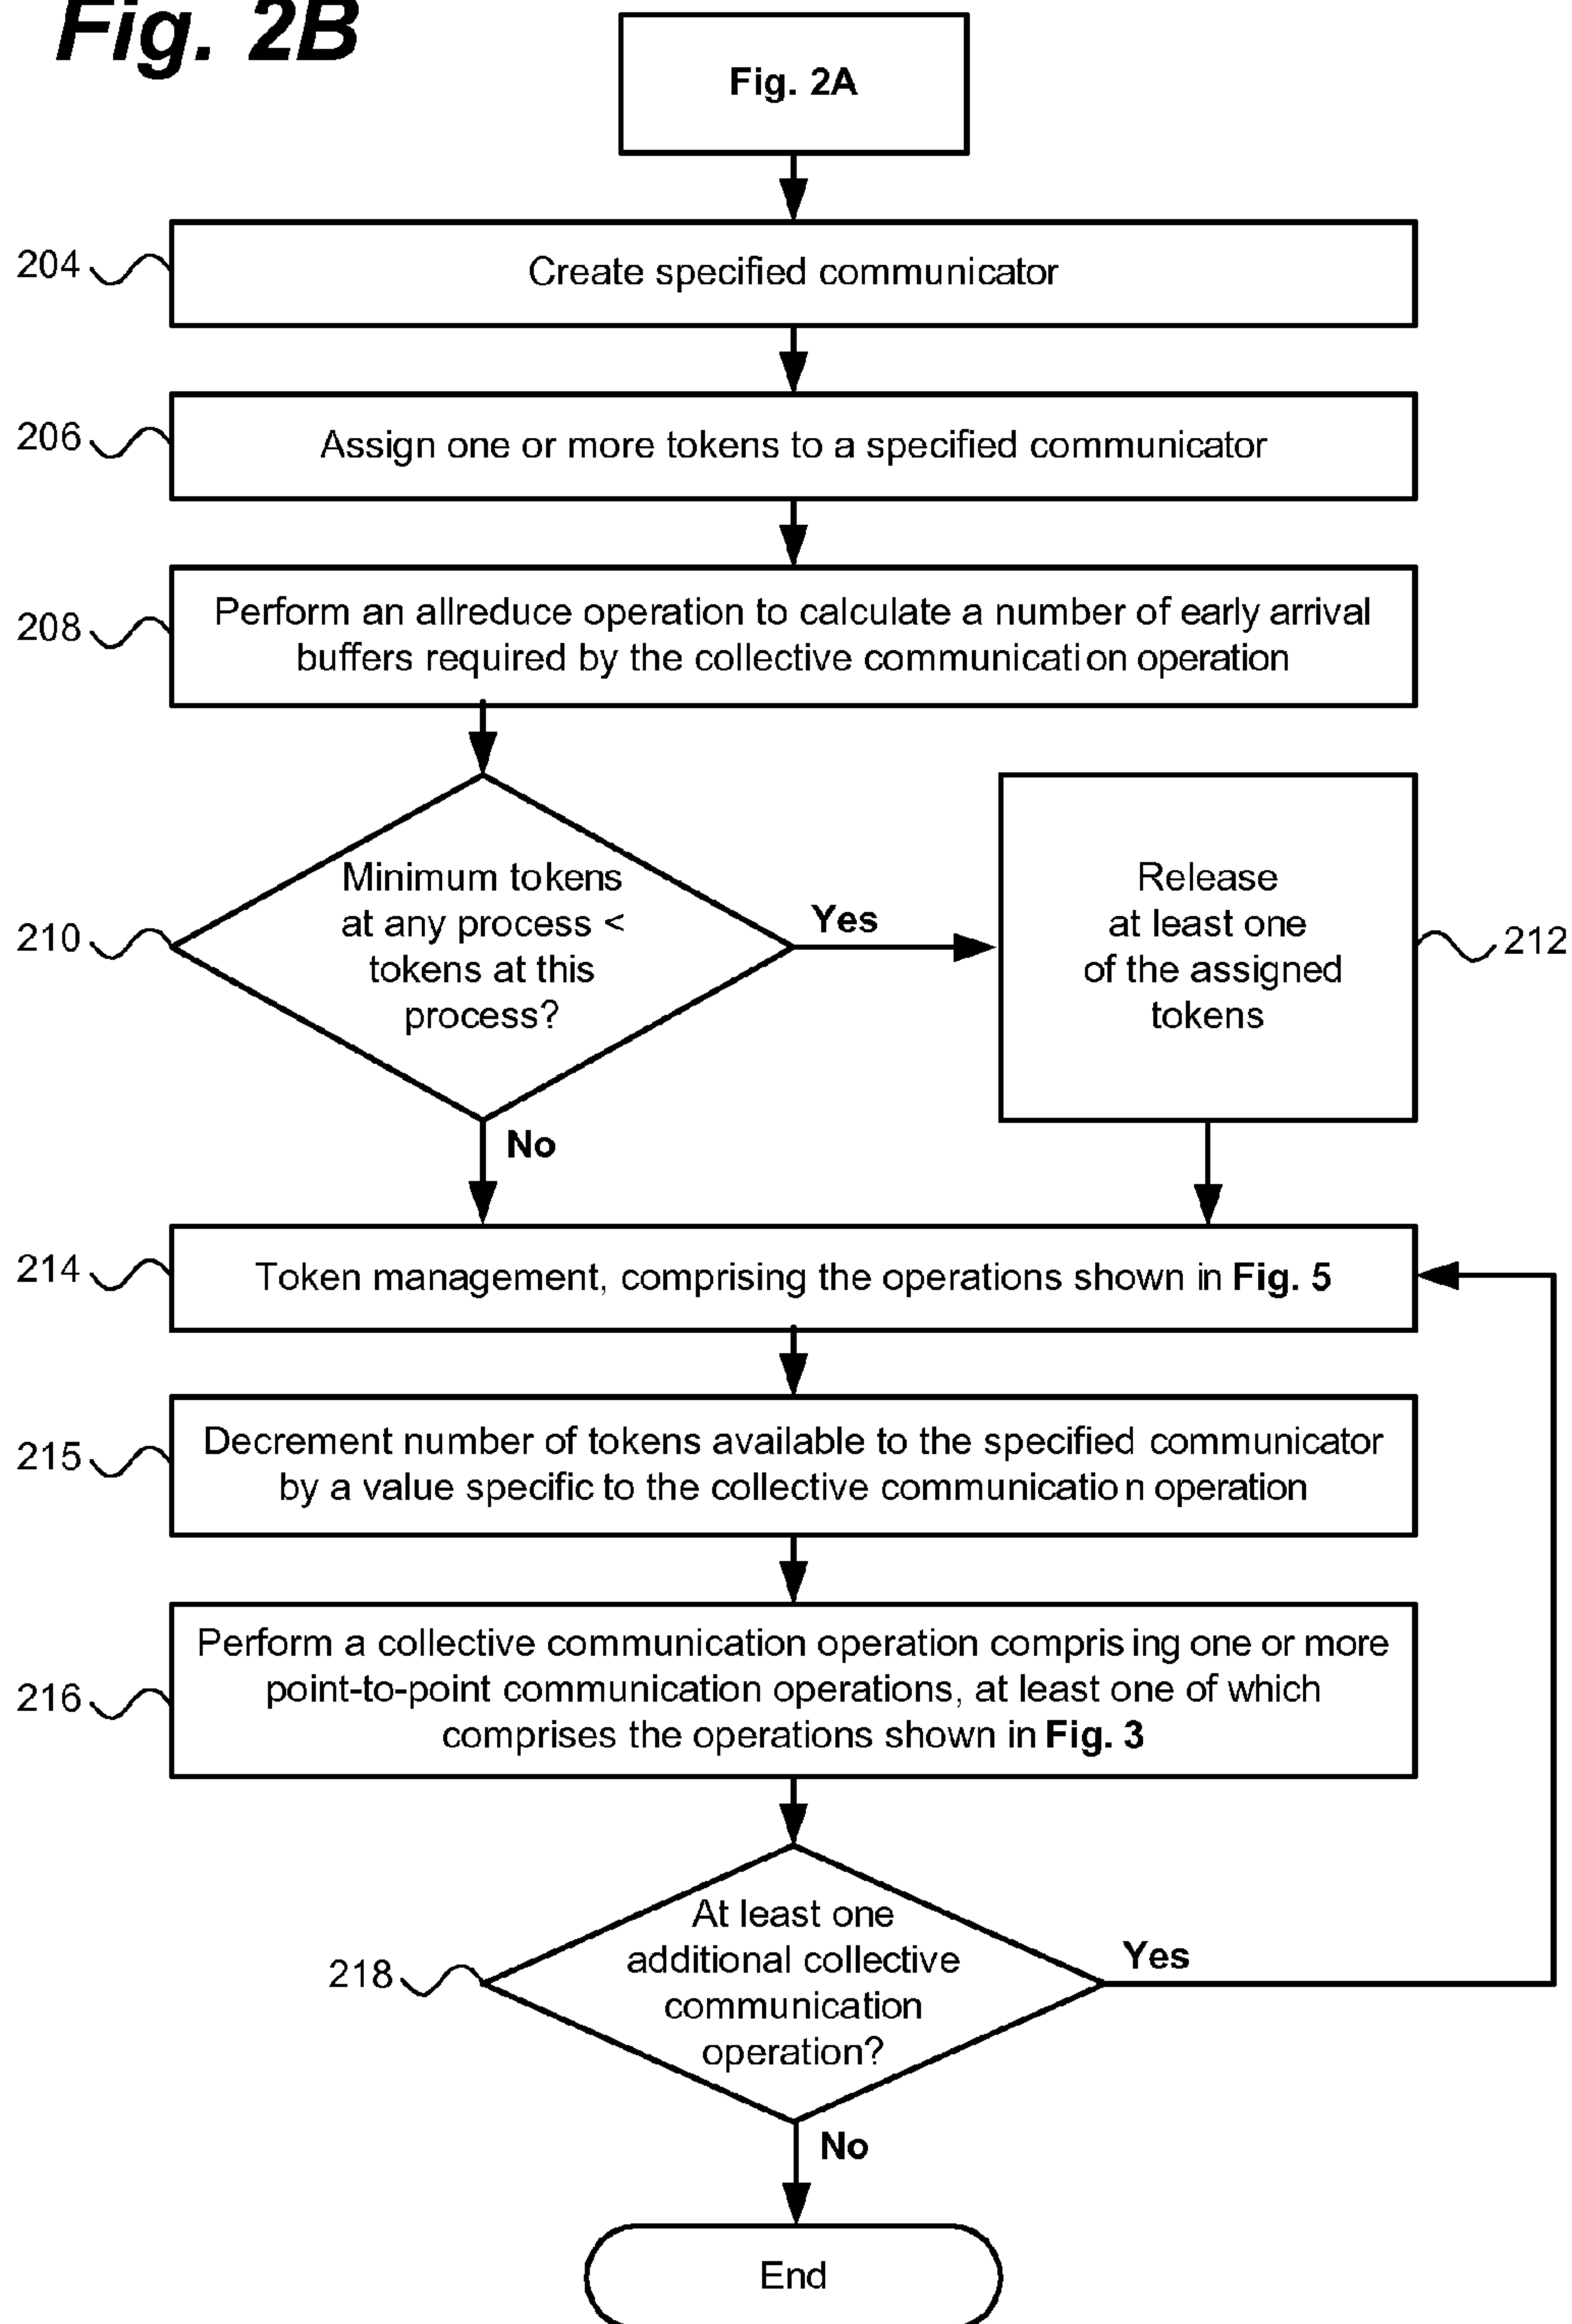 Fig. 2B
Fig. 2A
204
Create specified communicator
206
Assign one or more tokens to a specified communicator
208
Perform an allreduce operation to calculate a number of early arrival
buffers required by the collective communication operation
210
Minimum tokens
at any process <
tokens at this
process?
Yes
Release
at least one
of the assigned
tokens
212
No
214
Token management, comprising the operations shown in Fig. 5
215
Decrement number of tokens available to the specified communicator
by a value specific to the collective communication operation
216
Perform a collective communication operation comprising one or more
point-to-point communication operations, at least one of which
comprises the operations shown in Fig. 3
218
At least one
additional collective
communication
operation?
Yes
No
End